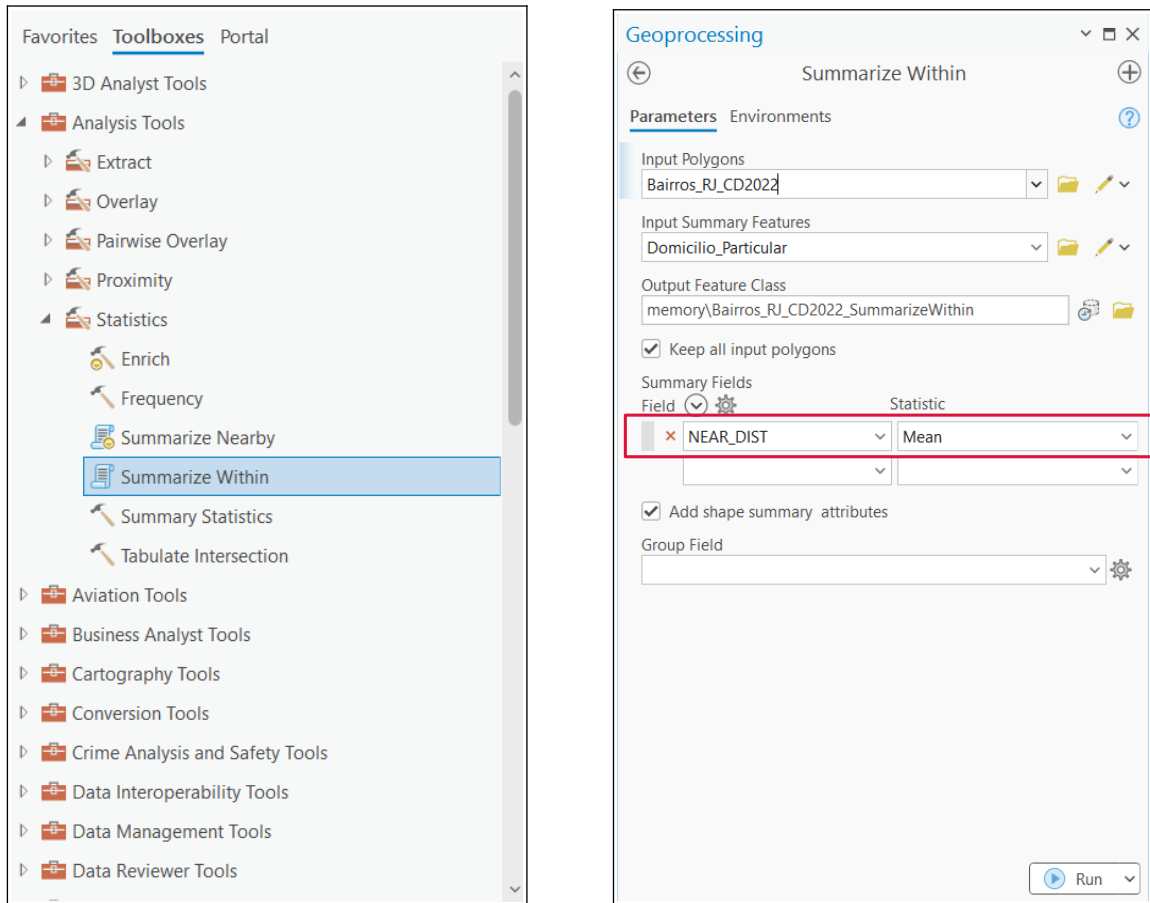 Favorites Toolboxes Portal
3D Analyst Tools
Analysis Tools
Extract
Overlay
Pairwise Overlay
Proximity
Statistics
Enrich
Frequency
Summarize Nearby
Summarize Within
Summary Statistics
Tabulate Intersection
Aviation Tools
Business Analyst Tools
Cartography Tools
Conversion Tools
Crime Analysis and Safety Tools
Data Interoperability Tools
Data Management Tools
Data Reviewer Tools
Geoprocessing
Summarize Within
Parameters Environments
Input Polygons
Bairros_RJ_CD2022
Input Summary Features
Domicilio_Particular
Output Feature Class
memory\Bairros_RJ_CD2022_SummarizeWithin
Keep all input polygons
Summary Fields
Field Statistic
NEAR_DIST Mean
Add shape summary attributes
Group Field
Run